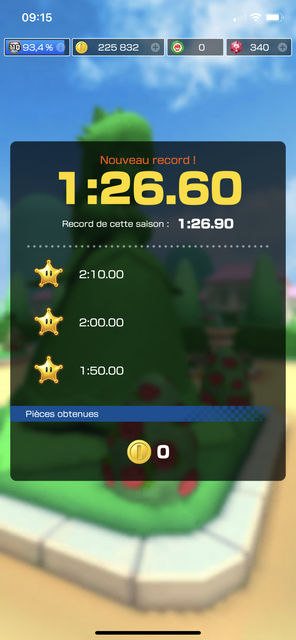 09:15
93,4 % 225 832 0 340
Nouveau record !
1:26.60
Record de cette saison : 1:26.90
2:10.00
2:00.00
1:50.00
Pièces obtenues
0